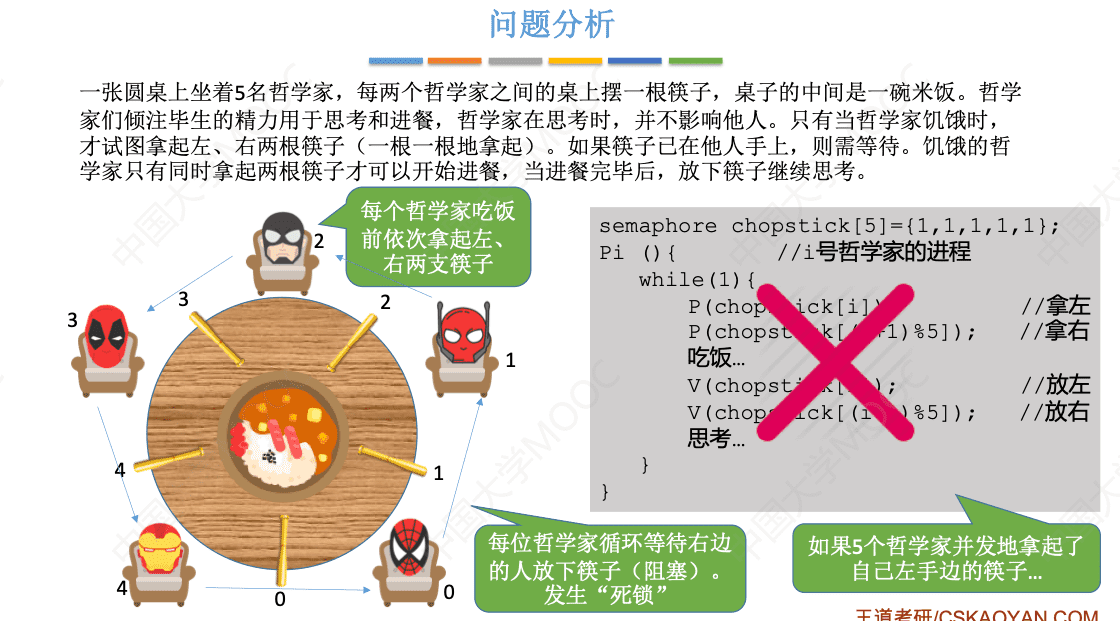 问题分析
一张圆桌上坐着5名哲学家，每两个哲学家之间的桌上摆一根筷子，桌子的中间是一碗米饭。哲学
家们倾注毕生的精力用于思考和进餐，哲学家在思考时，并不影响他人。只有当哲学家饥饿时，
才试图拿起左、右两根筷子（一根一根地拿起）。如果筷子已在他人手上，则需等待。饥饿的哲
学家只有同时拿起两根筷子才可以开始进餐，当进餐完毕后，放下筷子继续思考。
每个哲学家吃饭
前依次拿起左、
右两支筷子
2
3
2
3
1
4
1
4
0
0
每位哲学家循环等待右边
的人放下筷子（阻塞）。
发生“死锁”
semaphore chopstick[5]={1,1,1,1,1};
Pi (){ //i号哲学家的进程
while(1){
P(chopstick[i]) //拿左
P(chopstick[(i+1)%5]); //拿右
吃饭…
V(chopstick[i]); //放左
V(chopstick[(i+1)%5]); //放右
思考…
}
}
如果5个哲学家并发地拿起了
自己左手边的筷子…
王道考研/CSKAOYAN.COM
中国大学MOOC